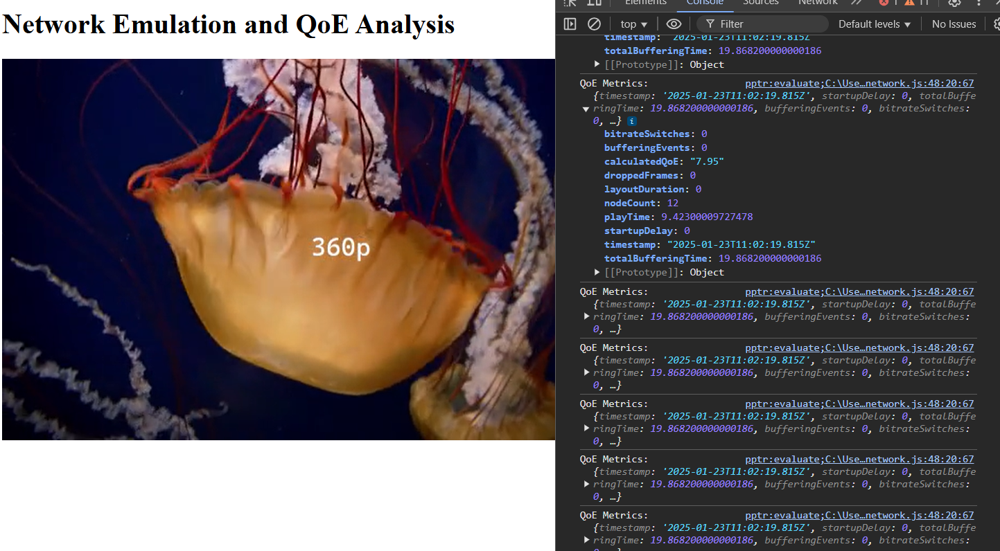 Network Emulation and QoE Analysis
360p
Elements Console Sources Network 1 11
top Filter Default levels No Issues
timestamp: "2025-01-23T11:02:19.815Z"
totalBufferingTime: 19.868200000000186
[[Prototype]]: Object
QoE Metrics: pptr:evaluate;C:\Use…network.js:48:20:67
{timestamp: '2025-01-23T11:02:19.815Z', startupDelay: 0, totalBuffe
ringTime: 19.868200000000186, bufferingEvents: 0, bitrateSwitches:
0, …} i
bitrateSwitches: 0
bufferingEvents: 0
calculatedQoE: "7.95"
droppedFrames: 0
layoutDuration: 0
nodeCount: 12
playTime: 9.42300009727478
startupDelay: 0
timestamp: "2025-01-23T11:02:19.815Z"
totalBufferingTime: 19.868200000000186
[[Prototype]]: Object
QoE Metrics: pptr:evaluate;C:\Use…network.js:48:20:67
{timestamp: '2025-01-23T11:02:19.815Z', startupDelay: 0, totalBuffe
ringTime: 19.868200000000186, bufferingEvents: 0, bitrateSwitches:
0, …}
QoE Metrics: pptr:evaluate;C:\Use…network.js:48:20:67
{timestamp: '2025-01-23T11:02:19.815Z', startupDelay: 0, totalBuffe
ringTime: 19.868200000000186, bufferingEvents: 0, bitrateSwitches:
0, …}
QoE Metrics: pptr:evaluate;C:\Use…network.js:48:20:67
{timestamp: '2025-01-23T11:02:19.815Z', startupDelay: 0, totalBuffe
ringTime: 19.868200000000186, bufferingEvents: 0, bitrateSwitches:
0, …}
QoE Metrics: pptr:evaluate;C:\Use…network.js:48:20:67
{timestamp: '2025-01-23T11:02:19.815Z', startupDelay: 0, totalBuffe
ringTime: 19.868200000000186, bufferingEvents: 0, bitrateSwitches:
0, …}
QoE Metrics: pptr:evaluate;C:\Use…network.js:48:20:67
{timestamp: '2025-01-23T11:02:19.815Z', startupDelay: 0, totalBuffe
ringTime: 19.868200000000186, bufferingEvents: 0, bitrateSwitches: